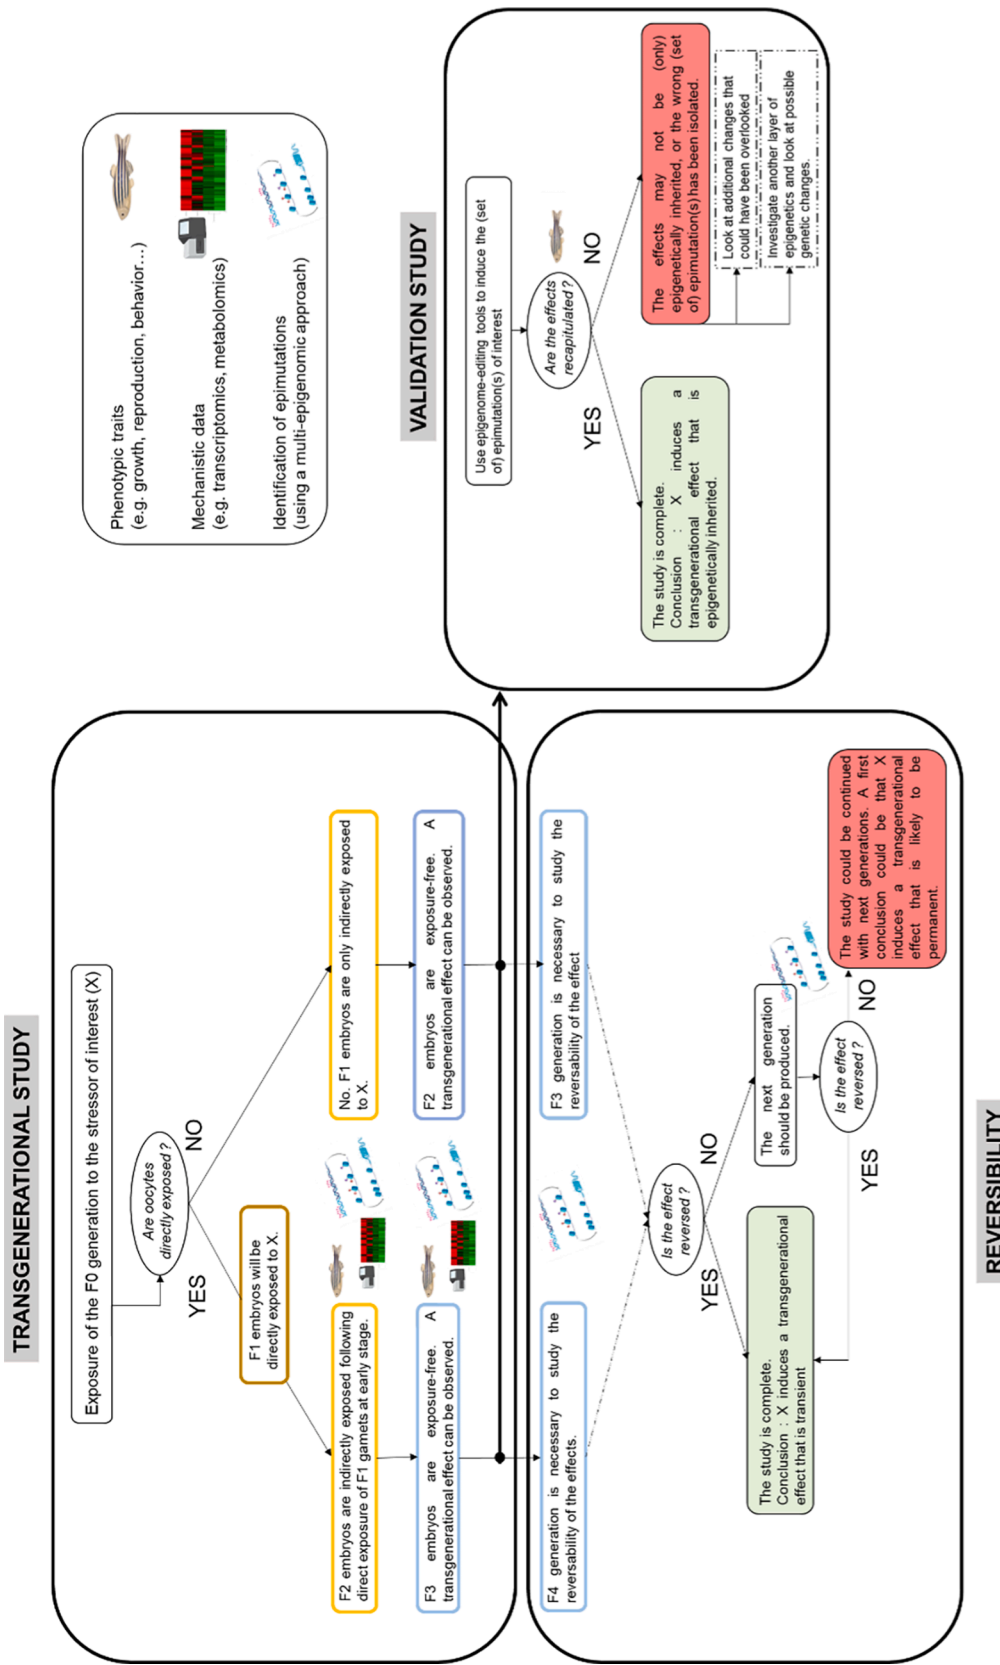 TRANSGENERATIONAL STUDY
Exposure of the F0 generation to the stressor of interest (X)
Are oocytes
directly exposed ?
YES
NO
F1 embryos will be
directly exposed to X.
F2 embryos are indirectly exposed following
direct exposure of F1 gamets at early stage.
No. F1 embryos are only indirectly exposed
to X.
F3 embryos are exposure-free. A
transgenerational effect can be observed.
F2 embryos are exposure-free. A
transgenerational effect can be observed.
F4 generation is necessary to study the
reversability of the effects.
F3 generation is necessary to study the
reversability of the effect
Is the effect
reversed ?
YES
NO
The study is complete.
Conclusion : X induces a transgenerational
effect that is transient
The next generation
should be produced.
Is the effect
reversed ?
YES
NO
The study could be continued
with next generations. A first
conclusion could be that X
induces a transgenerational
effect that is likely to be
permanent.
REVERSIBILITY
Phenotypic traits
(e.g. growth, reproduction, behavior…)
Mechanistic data
(e.g. transcriptomics, metabolomics)
Identification of epimutations
(using a multi-epigenomic approach)
VALIDATION STUDY
Use epigenome-editing tools to induce the (set
of) epimutation(s) of interest
Are the effects
recapitulated ?
YES
NO
The study is complete.
Conclusion : X induces a
transgenerational effect that is
epigenetically inherited.
The effects may not be (only)
epigenetically inherited, or the wrong (set
of) epimutation(s) has been isolated.
Look at additional changes that
could have been overlooked
Investigate another layer of
epigenetics and look at possible
genetic changes.